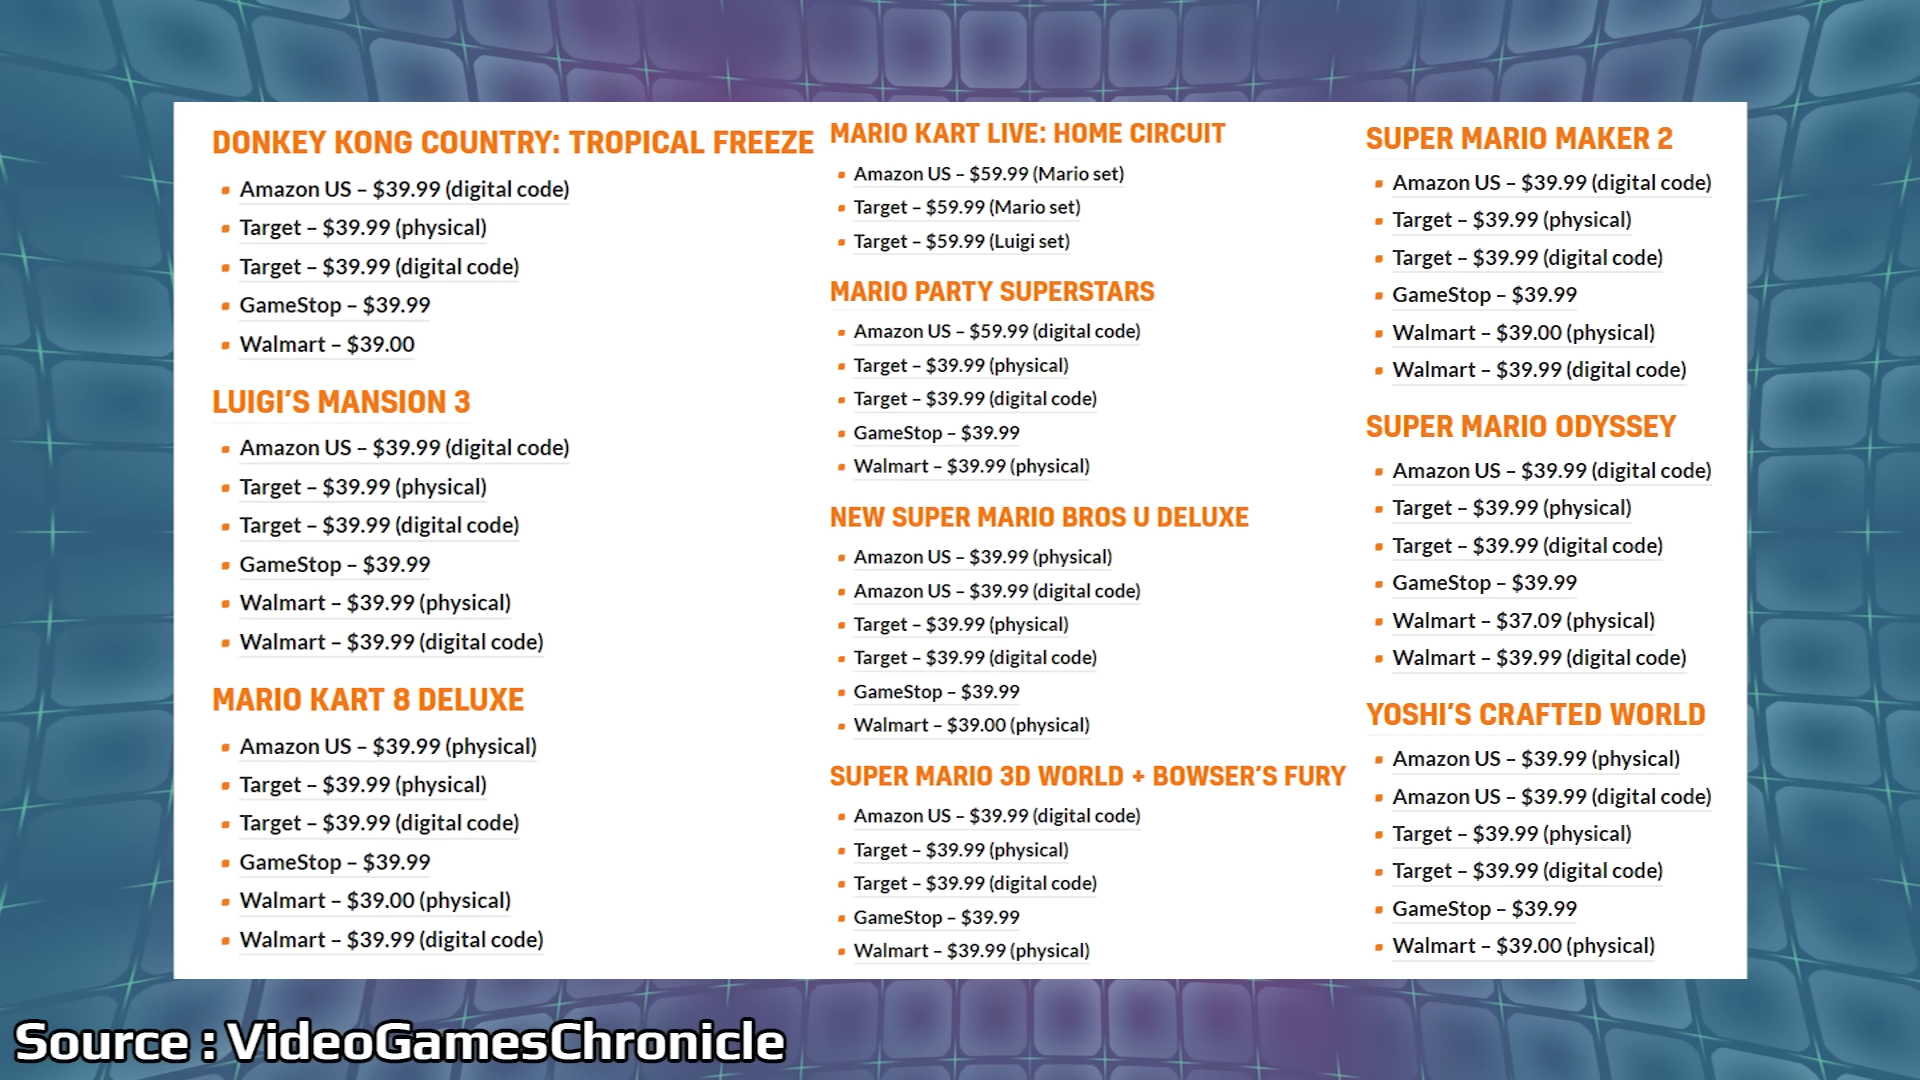 DONKEY KONG COUNTRY: TROPICAL FREEZE
Amazon US – $39.99 (digital code)
Target – $39.99 (physical)
Target – $39.99 (digital code)
GameStop – $39.99
Walmart – $39.00
LUIGI'S MANSION 3
Amazon US – $39.99 (digital code)
Target – $39.99 (physical)
Target – $39.99 (digital code)
GameStop – $39.99
Walmart – $39.99 (physical)
Walmart – $39.99 (digital code)
MARIO KART 8 DELUXE
Amazon US – $39.99 (physical)
Target – $39.99 (physical)
Target – $39.99 (digital code)
GameStop – $39.99
Walmart – $39.00 (physical)
Walmart – $39.99 (digital code)
MARIO KART LIVE: HOME CIRCUIT
Amazon US – $59.99 (Mario set)
Target – $59.99 (Mario set)
Target – $59.99 (Luigi set)
MARIO PARTY SUPERSTARS
Amazon US – $59.99 (digital code)
Target – $39.99 (physical)
Target – $39.99 (digital code)
GameStop – $39.99
Walmart – $39.99 (physical)
NEW SUPER MARIO BROS U DELUXE
Amazon US – $39.99 (physical)
Amazon US – $39.99 (digital code)
Target – $39.99 (physical)
Target – $39.99 (digital code)
GameStop – $39.99
Walmart – $39.00 (physical)
SUPER MARIO 3D WORLD + BOWSER'S FURY
Amazon US – $39.99 (digital code)
Target – $39.99 (physical)
Target – $39.99 (digital code)
GameStop – $39.99
Walmart – $39.99 (physical)
SUPER MARIO MAKER 2
Amazon US – $39.99 (digital code)
Target – $39.99 (physical)
Target – $39.99 (digital code)
GameStop – $39.99
Walmart – $39.00 (physical)
Walmart – $39.99 (digital code)
SUPER MARIO ODYSSEY
Amazon US – $39.99 (digital code)
Target – $39.99 (physical)
Target – $39.99 (digital code)
GameStop – $39.99
Walmart – $37.09 (physical)
Walmart – $39.99 (digital code)
YOSHI'S CRAFTED WORLD
Amazon US – $39.99 (physical)
Amazon US – $39.99 (digital code)
Target – $39.99 (physical)
Target – $39.99 (digital code)
GameStop – $39.99
Walmart – $39.00 (physical)
Source : VideoGamesChronicle